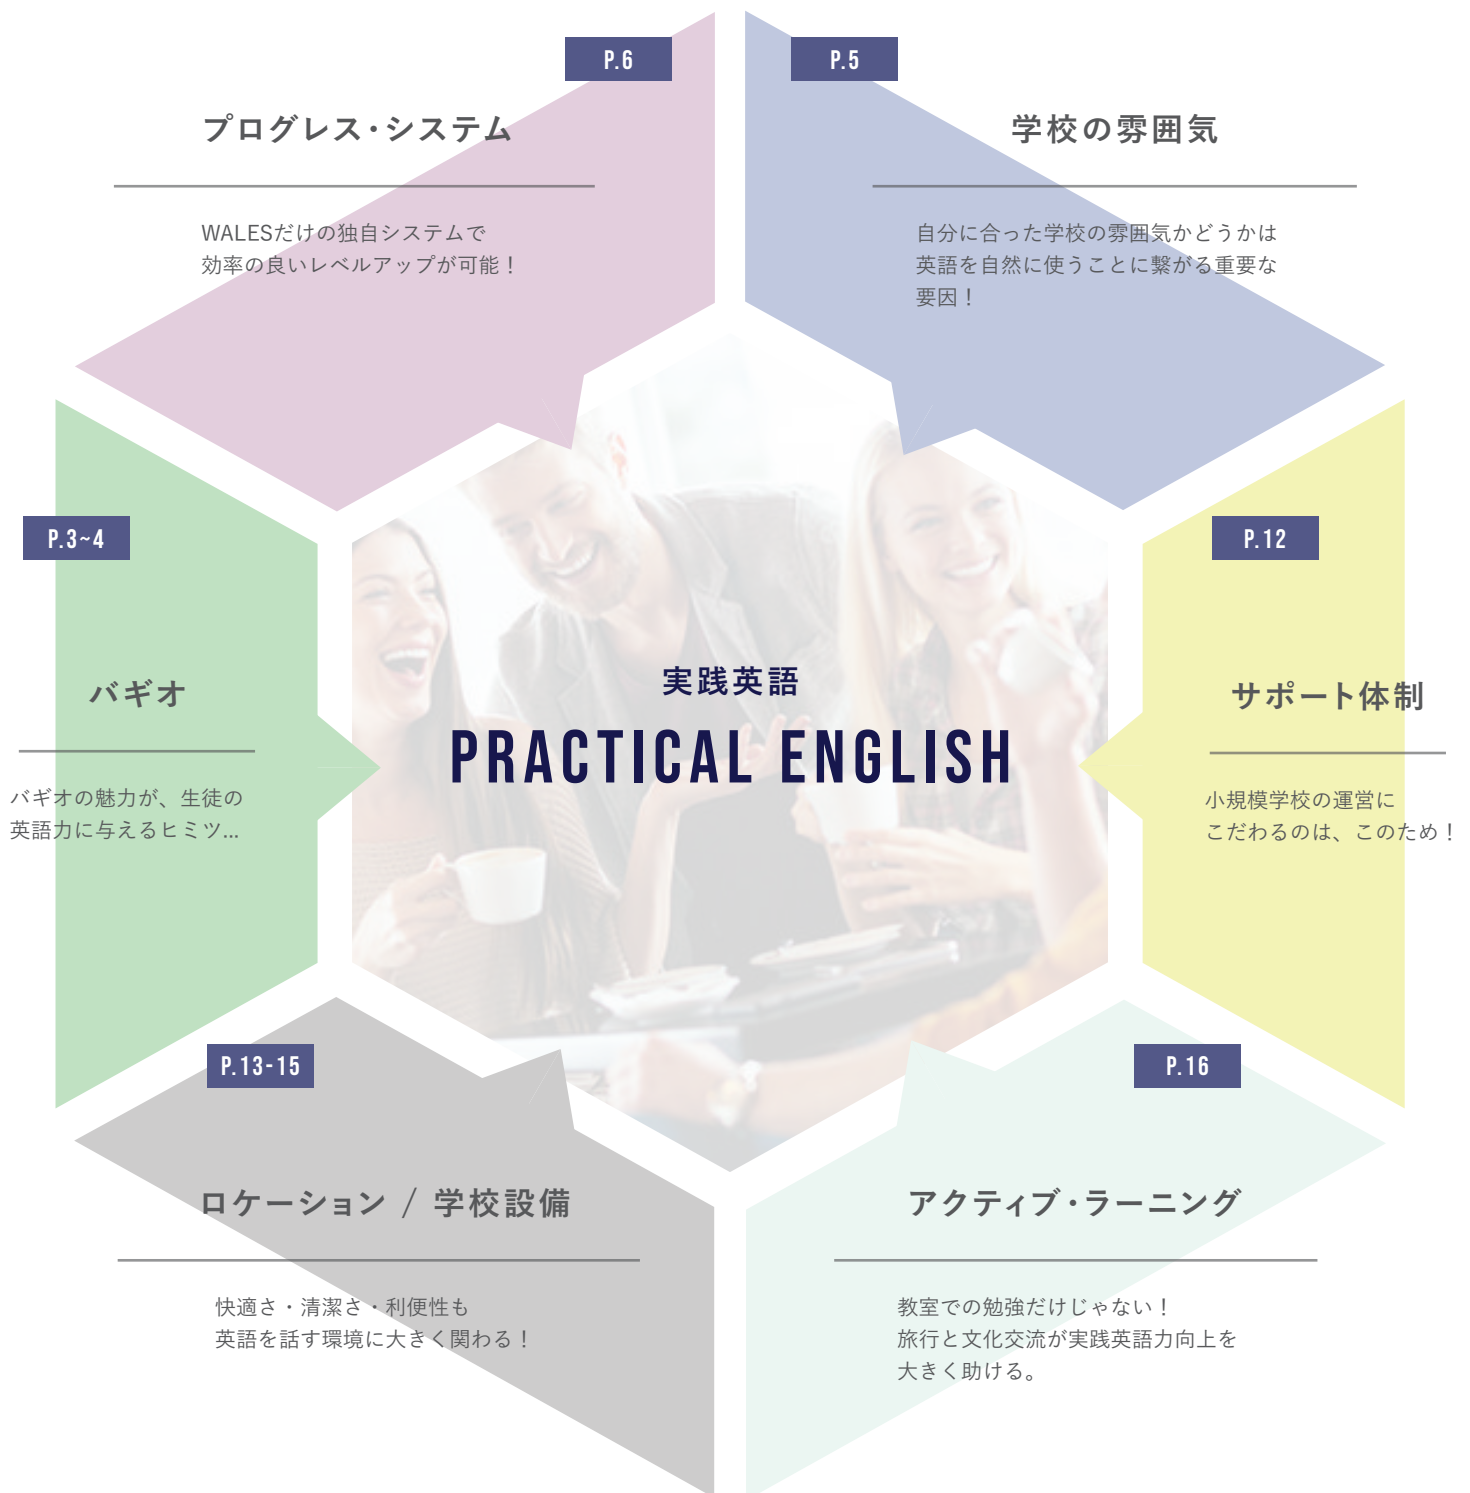 P.6
プログレス・システム
WALESだけの独自システムで
効率の良いレベルアップが可能！
P.5
学校の雰囲気
自分に合った学校の雰囲気かどうかは
英語を自然に使うことに繋がる重要な
要因！
P.3~4
バギオ
バギオの魅力が、生徒の
英語力に与えるヒミツ...
実践英語
PRACTICAL ENGLISH
P.12
サポート体制
小規模学校の運営に
こだわるのは、このため！
P.13-15
ロケーション / 学校設備
快適さ・清潔さ・利便性も
英語を話す環境に大きく関わる！
P.16
アクティブ・ラーニング
教室での勉強だけじゃない！
旅行と文化交流が実践英語力向上を
大きく助ける。